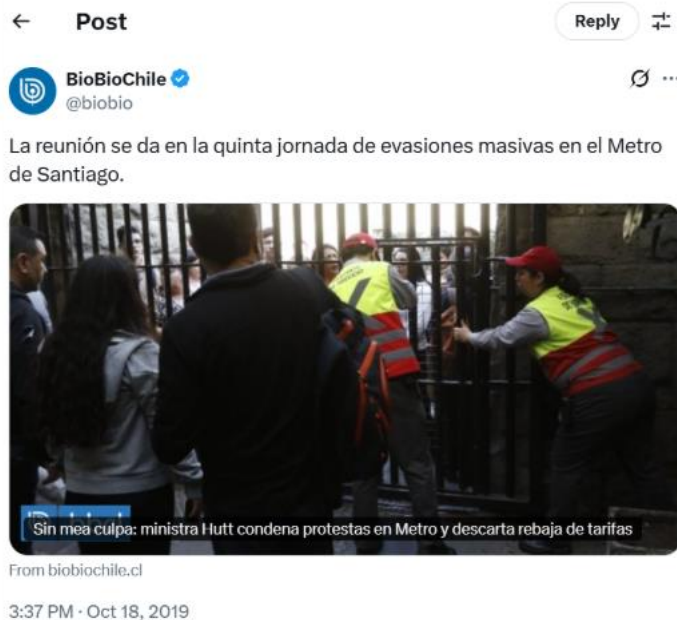 Post
Reply
BioBioChile
@biobio
La reunión se da en la quinta jornada de evasiones masivas en el Metro
de Santiago.
Sin mea culpa: ministra Hutt condena protestas en Metro y descarta rebaja de tarifas
From biobiochile.cl
3:37 PM · Oct 18, 2019